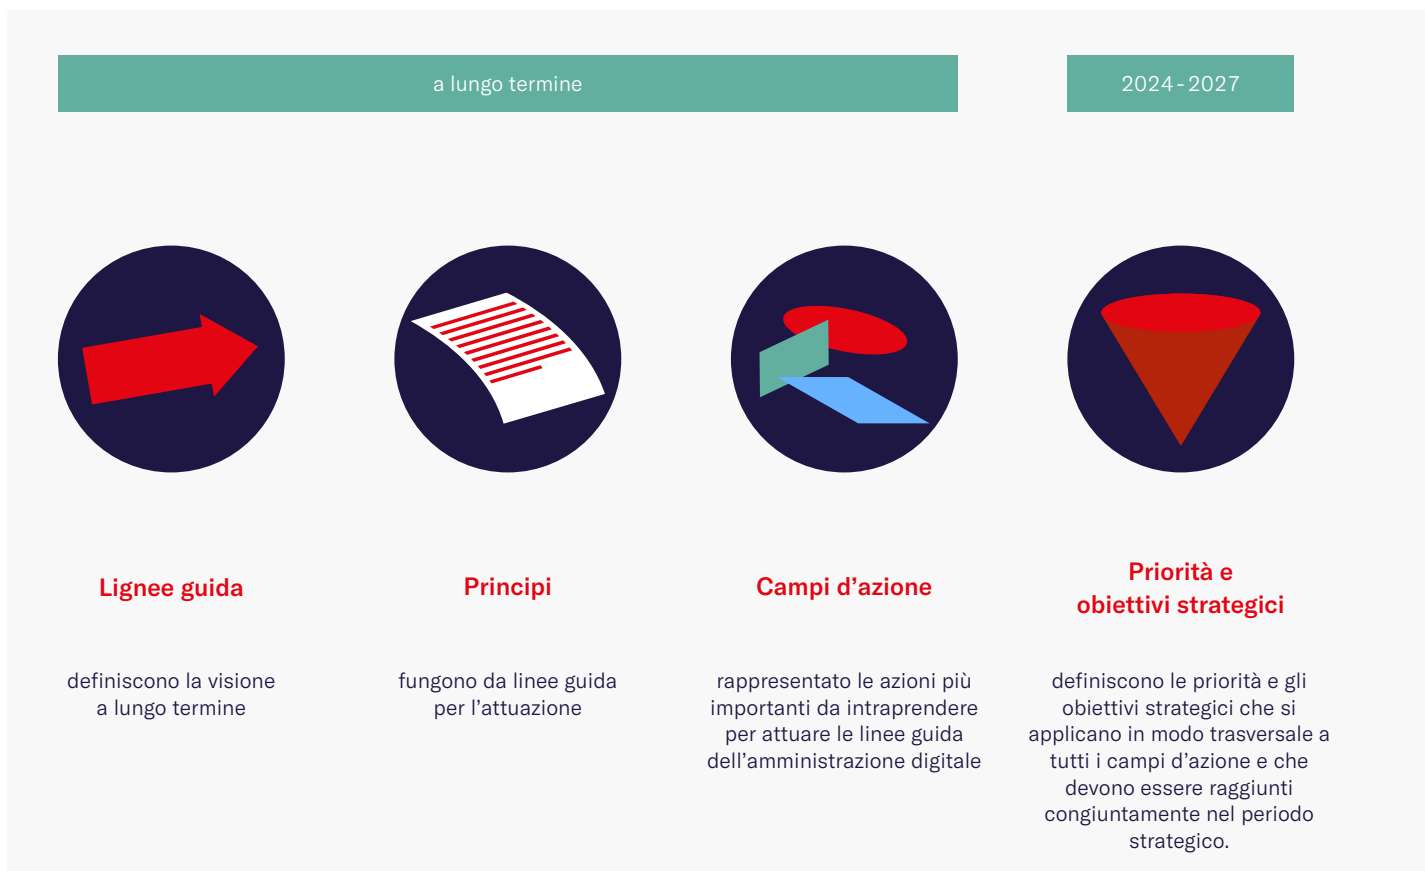 a lungo termine
2024-2027
Lignee guida
definiscono la visione
a lungo termine
Principi
fungono da linee guida
per l'attuazione
Campi d'azione
rappresentato le azioni più
importanti da intraprendere
per attuare le linee guida
dell'amministrazione digitale
Priorità e
obiettivi strategici
definiscono le priorità e gli
obiettivi strategici che si
applicano in modo trasversale a
tutti i campi d'azione e che
devono essere raggiunti
congiuntamente nel periodo
strategico.